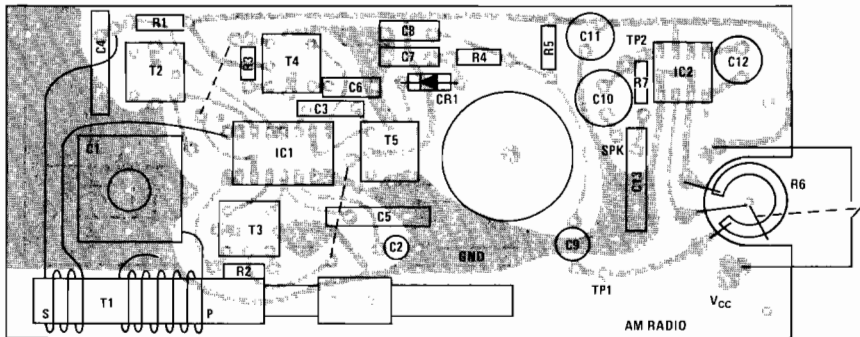 R1
C4
T2
R3
T4
C8
C7
C6
R4
CR1
C3
R5
C11
TP2
R7
IC2
C12
C10
C1
IC1
T5
SPK
C13
R6
T3
C5
C2
GND
C9
R2
TP1
VCC
S
T1
P
AM RADIO